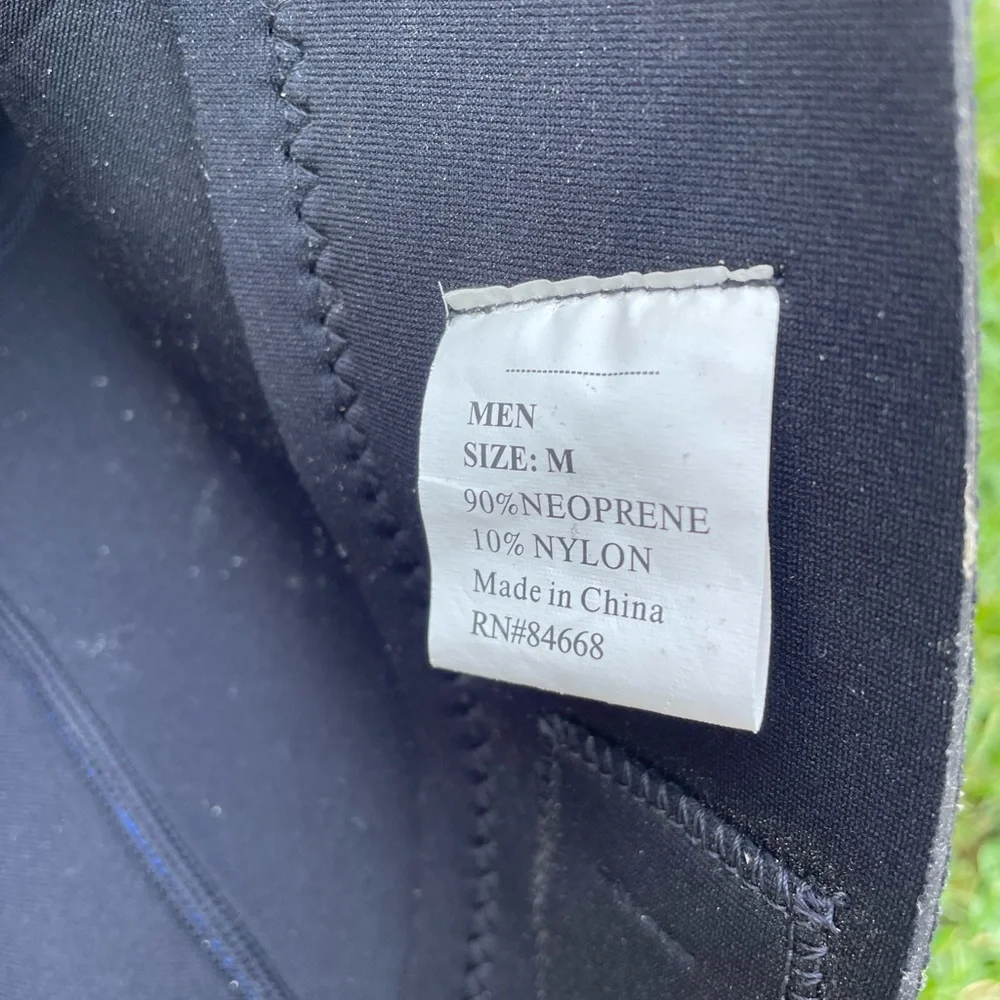 MEN
SIZE: M
90%NEOPRENE
10% NYLON
Made in China
RN#84668